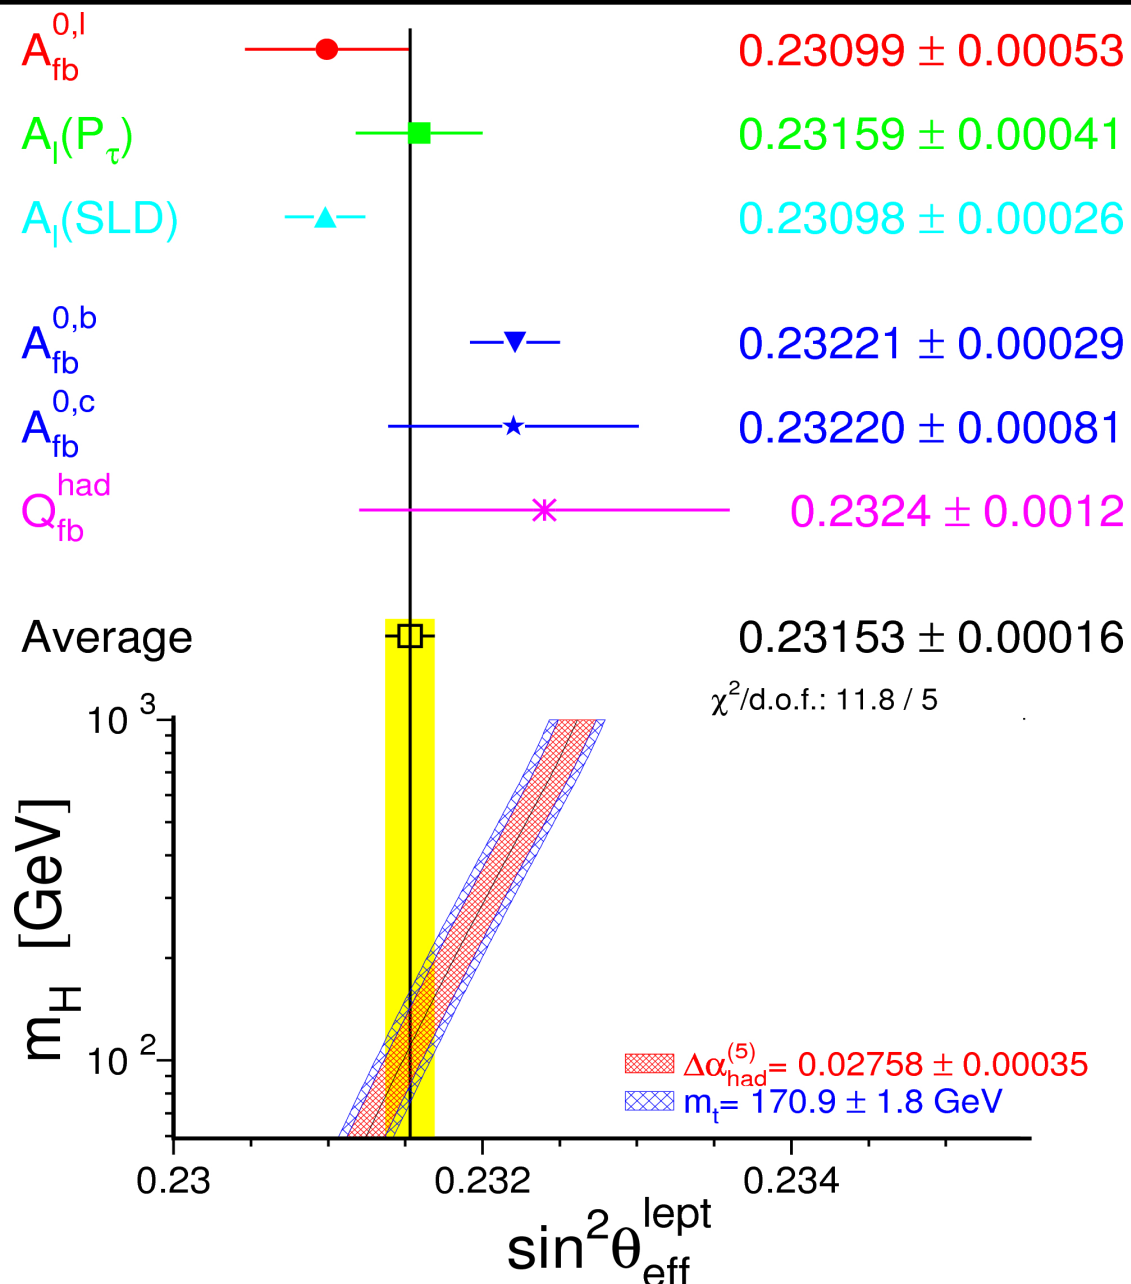 A_fb^0,l 0.23099 ± 0.00053
A_l(P_τ) 0.23159 ± 0.00041
A_l(SLD) 0.23098 ± 0.00026
A_fb^0,b 0.23221 ± 0.00029
A_fb^0,c 0.23220 ± 0.00081
Q_fb^had 0.2324 ± 0.0012
Average 0.23153 ± 0.00016
χ²/d.o.f.: 11.8 / 5
10³
m_H [GeV]
10²
Δα_had^(5)= 0.02758 ± 0.00035
m_t= 170.9 ± 1.8 GeV
0.23 0.232 0.234
sin²θ_eff^lept